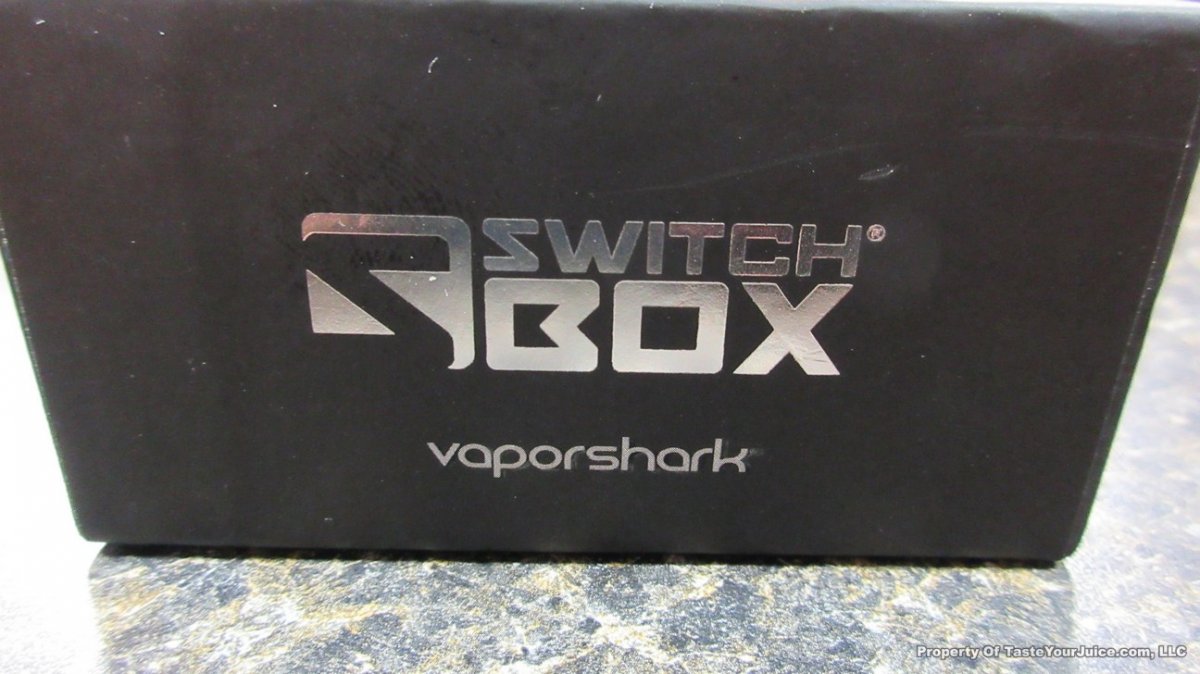 SWITCH®
BOX
vaporshark
Property Of TasteYourJuice.com, LLC